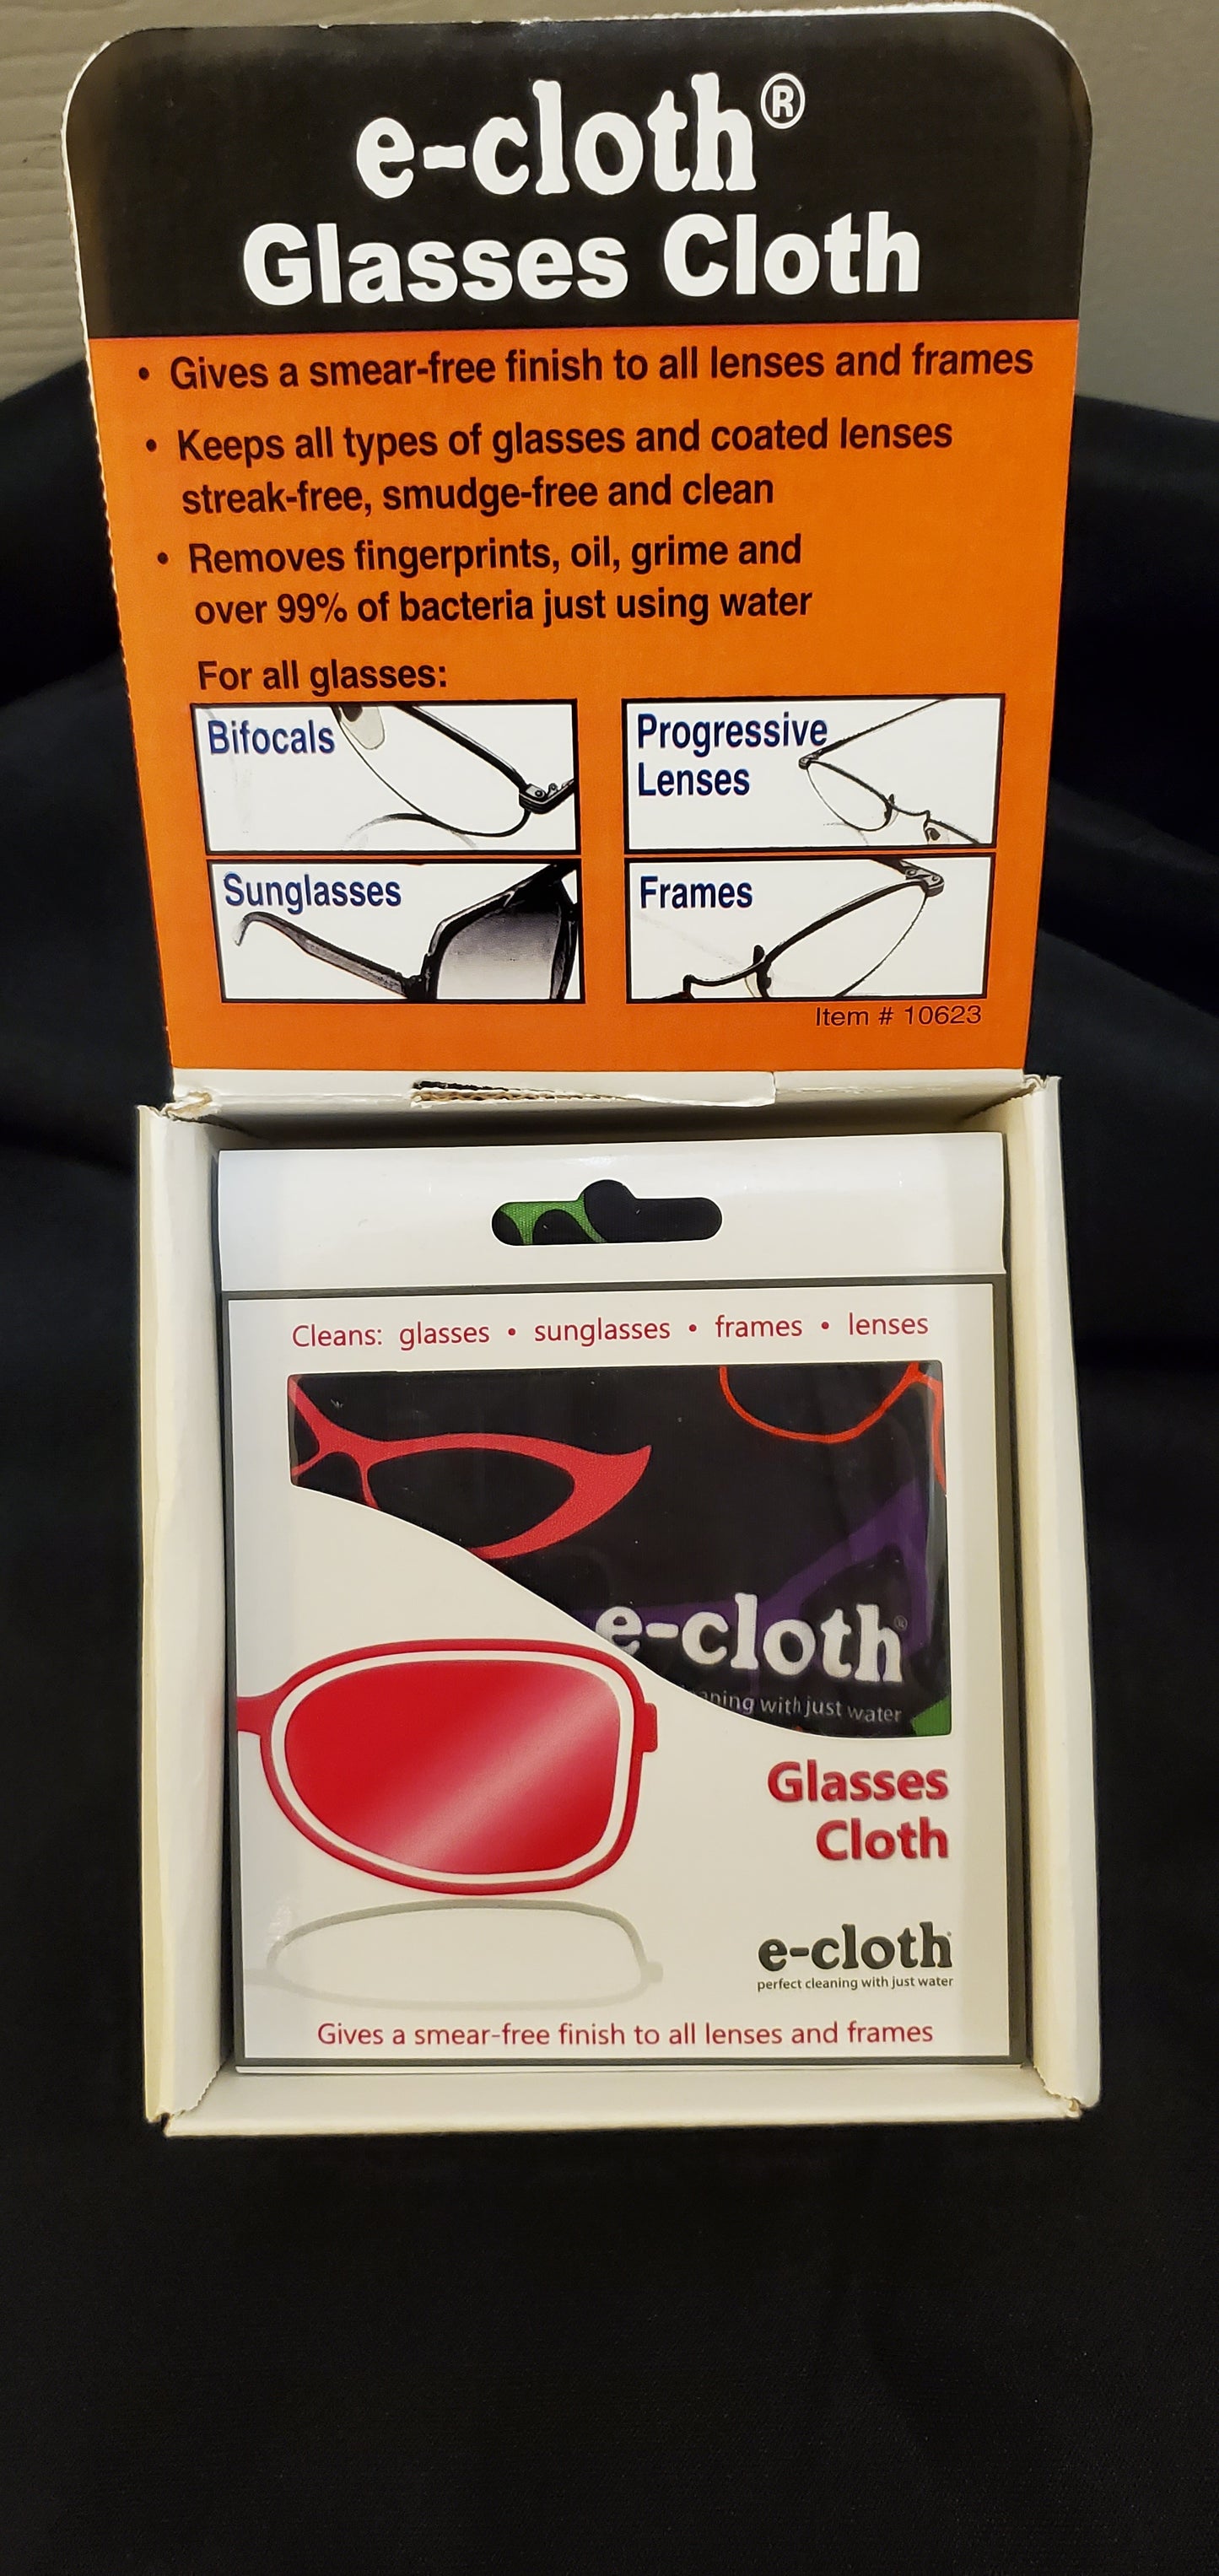 e-cloth®
Glasses Cloth
• Gives a smear-free finish to all lenses and frames
• Keeps all types of glasses and coated lenses
streak-free, smudge-free and clean
• Removes fingerprints, oil, grime and
over 99% of bacteria just using water
For all glasses:
Bifocals
Progressive
Lenses
Sunglasses
Frames
Item # 10623
Cleans: glasses • sunglasses • frames • lenses
e-cloth®
with just water
Glasses
Cloth
e-cloth
perfect cleaning with just water
Gives a smear-free finish to all lenses and frames